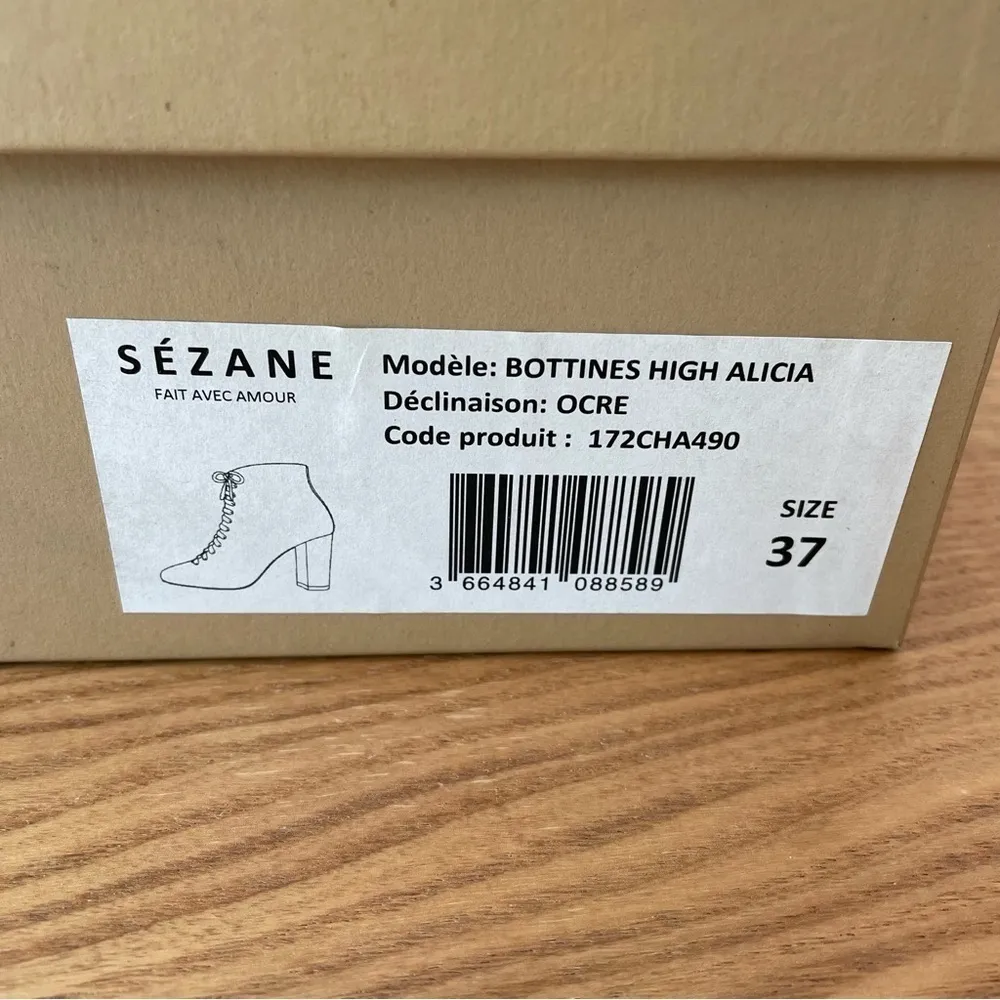 SÉZANE
FAIT AVEC AMOUR
Modèle: BOTTINES HIGH ALICIA
Déclinaison: OCRE
Code produit : 172CHA490
3 664841 088589
SIZE
37